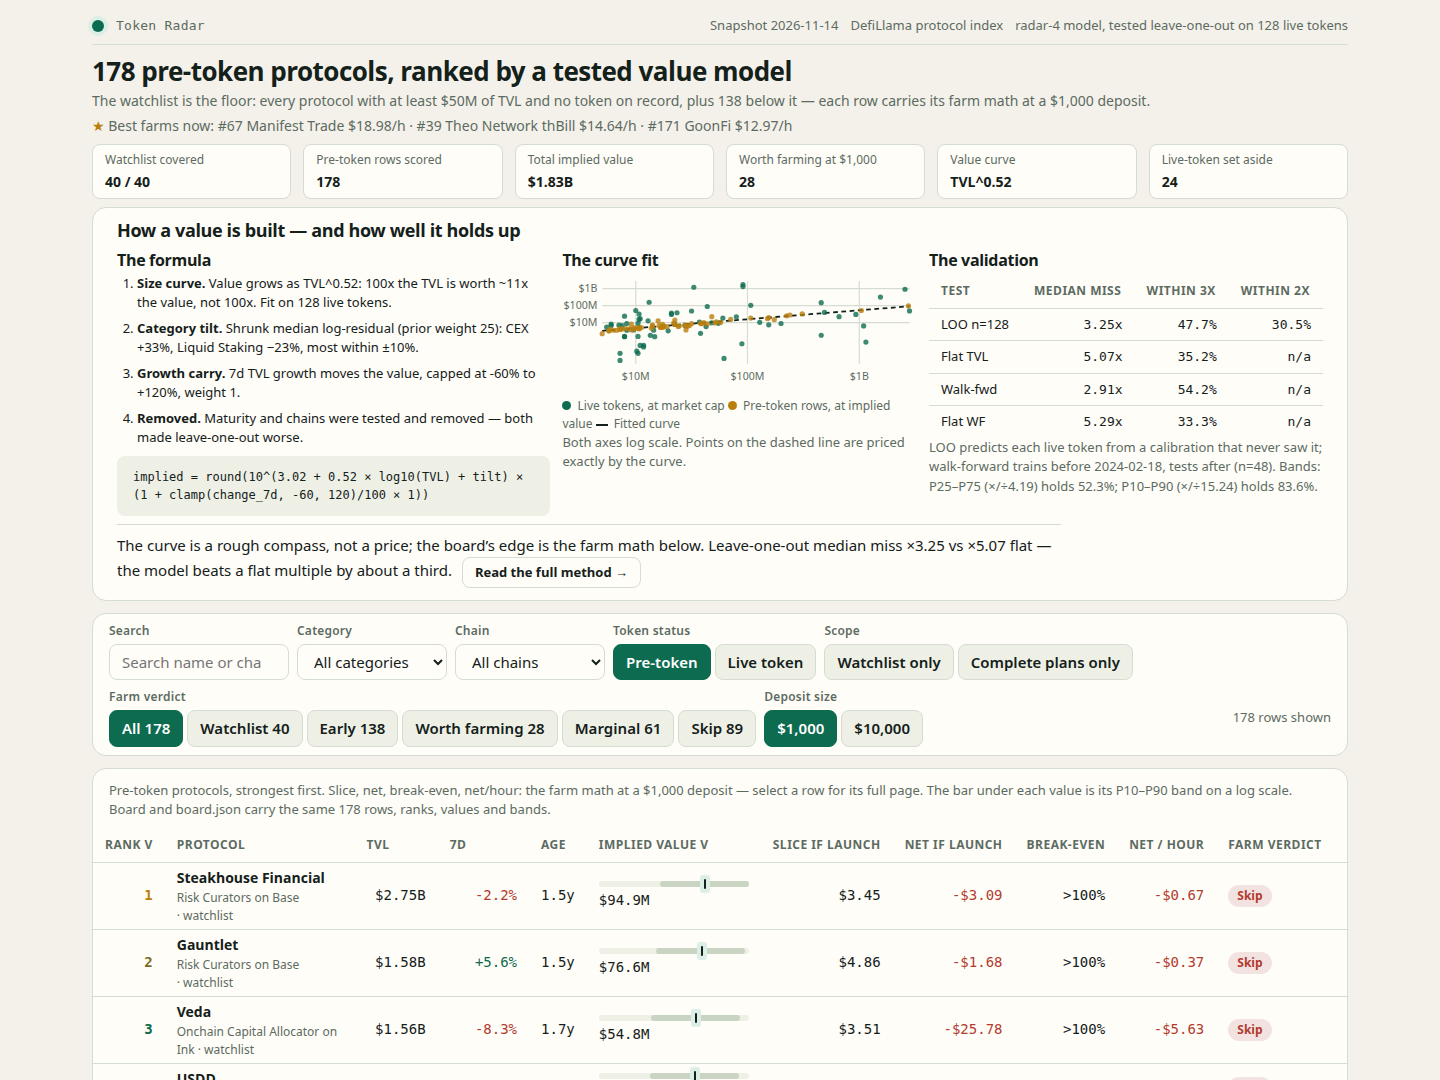 Token Radar
Snapshot 2026-11-14 DefiLlama protocol index radar-4 model, tested leave-one-out on 128 live tokens
178 pre-token protocols, ranked by a tested value model
The watchlist is the floor: every protocol with at least $50M of TVL and no token on record, plus 138 below it — each row carries its farm math at a $1,000 deposit.
★ Best farms now: #67 Manifest Trade $18.98/h · #39 Theo Network thBill $14.64/h · #171 GoonFi $12.97/h
Watchlist covered
40 / 40
Pre-token rows scored
178
Total implied value
$1.83B
Worth farming at $1,000
28
Value curve
TVL^0.52
Live-token set aside
24
How a value is built — and how well it holds up
The formula
1. Size curve. Value grows as TVL^0.52: 100x the TVL is worth ~11x
the value, not 100x. Fit on 128 live tokens.
2. Category tilt. Shrunk median log-residual (prior weight 25): CEX
+33%, Liquid Staking −23%, most within ±10%.
3. Growth carry. 7d TVL growth moves the value, capped at -60% to
+120%, weight 1.
4. Removed. Maturity and chains were tested and removed — both
made leave-one-out worse.
implied = round(10^(3.02 + 0.52 × log10(TVL) + tilt) ×
(1 + clamp(change_7d, -60, 120)/100 × 1))
The curve fit
$1B
$100M
$10M
$10M $100M $1B
Live tokens, at market cap Pre-token rows, at implied
value Fitted curve
Both axes log scale. Points on the dashed line are priced
exactly by the curve.
The validation
TEST MEDIAN MISS WITHIN 3X WITHIN 2X
LOO n=128 3.25x 47.7% 30.5%
Flat TVL 5.07x 35.2% n/a
Walk-fwd 2.91x 54.2% n/a
Flat WF 5.29x 33.3% n/a
LOO predicts each live token from a calibration that never saw it;
walk-forward trains before 2024-02-18, tests after (n=48). Bands:
P25–P75 (×/÷4.19) holds 52.3%; P10–P90 (×/÷15.24) holds 83.6%.
The curve is a rough compass, not a price; the board's edge is the farm math below. Leave-one-out median miss ×3.25 vs ×5.07 flat —
the model beats a flat multiple by about a third. Read the full method →
Search Category Chain Token status Scope
Search name or cha All categories All chains Pre-token Live token Watchlist only Complete plans only
Farm verdict Deposit size
All 178 Watchlist 40 Early 138 Worth farming 28 Marginal 61 Skip 89 $1,000 $10,000
178 rows shown
Pre-token protocols, strongest first. Slice, net, break-even, net/hour: the farm math at a $1,000 deposit — select a row for its full page. The bar under each value is its P10–P90 band on a log scale.
Board and board.json carry the same 178 rows, ranks, values and bands.
RANK V PROTOCOL TVL 7D AGE IMPLIED VALUE V SLICE IF LAUNCH NET IF LAUNCH BREAK-EVEN NET / HOUR FARM VERDICT
1 Steakhouse Financial $2.75B -2.2% 1.5y $94.9M $3.45 -$3.09 >100% -$0.67 Skip
Risk Curators on Base
· watchlist
2 Gauntlet $1.58B +5.6% 1.5y $76.6M $4.86 -$1.68 >100% -$0.37 Skip
Risk Curators on Base
· watchlist
3 Veda $1.56B -8.3% 1.7y $54.8M $3.51 -$25.78 >100% -$5.63 Skip
Onchain Capital Allocator on
Ink · watchlist
USDD